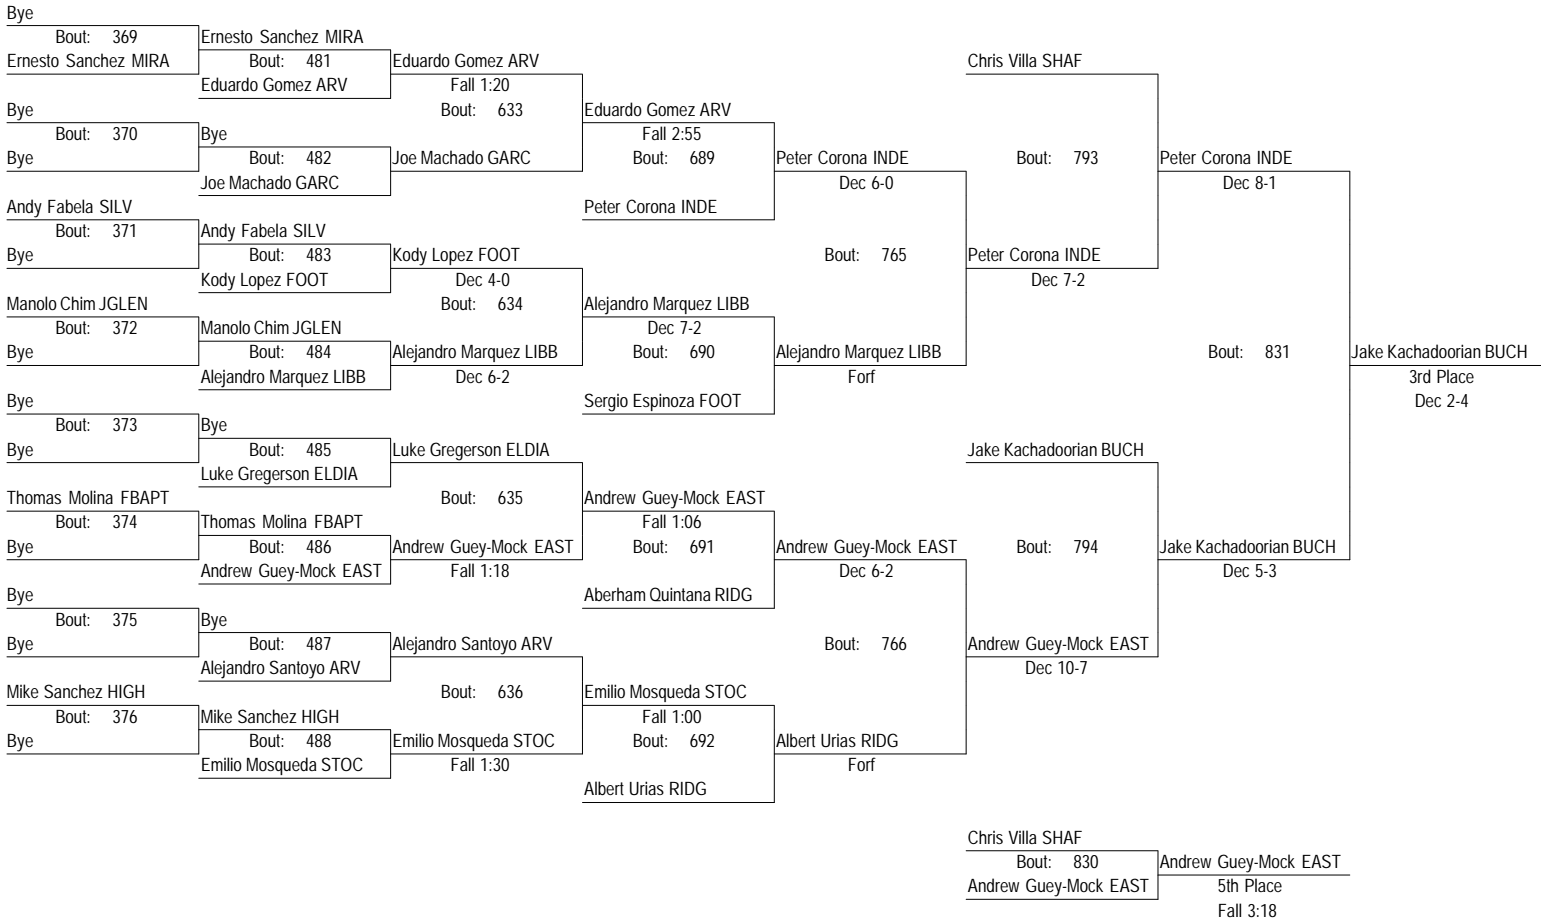 Bye
Bout: 369
Ernesto Sanchez MIRA
Bye
Bout: 370
Bye
Andy Fabela SILV
Bout: 371
Bye
Manolo Chim JGLEN
Bout: 372
Bye
Bye
Bout: 373
Bye
Thomas Molina FBAPT
Bout: 374
Bye
Bye
Bout: 375
Bye
Mike Sanchez HIGH
Bout: 376
Bye
Ernesto Sanchez MIRA
Bout: 481
Eduardo Gomez ARV
Bye
Bout: 482
Joe Machado GARC
Andy Fabela SILV
Bout: 483
Kody Lopez FOOT
Manolo Chim JGLEN
Bout: 484
Alejandro Marquez LIBB
Bye
Bout: 485
Luke Gregerson ELDIA
Thomas Molina FBAPT
Bout: 486
Andrew Guey-Mock EAST
Bye
Bout: 487
Alejandro Santoyo ARV
Mike Sanchez HIGH
Bout: 488
Emilio Mosqueda STOC
Eduardo Gomez ARV
Fall 1:20
Bout: 633
Joe Machado GARC
Kody Lopez FOOT
Dec 4-0
Bout: 634
Alejandro Marquez LIBB
Dec 6-2
Luke Gregerson ELDIA
Bout: 635
Andrew Guey-Mock EAST
Fall 1:18
Alejandro Santoyo ARV
Bout: 636
Emilio Mosqueda STOC
Fall 1:30
Eduardo Gomez ARV
Fall 2:55
Bout: 689
Peter Corona INDE
Alejandro Marquez LIBB
Dec 7-2
Bout: 690
Sergio Espinoza FOOT
Andrew Guey-Mock EAST
Fall 1:06
Bout: 691
Aberham Quintana RIDG
Emilio Mosqueda STOC
Fall 1:00
Bout: 692
Albert Urias RIDG
Peter Corona INDE
Dec 6-0
Bout: 765
Alejandro Marquez LIBB
Forf
Andrew Guey-Mock EAST
Dec 6-2
Bout: 766
Albert Urias RIDG
Forf
Chris Villa SHAF
Bout: 793
Peter Corona INDE
Dec 7-2
Jake Kachadoorian BUCH
Bout: 794
Andrew Guey-Mock EAST
Dec 10-7
Peter Corona INDE
Dec 8-1
Bout: 831
Jake Kachadoorian BUCH
Dec 5-3
Jake Kachadoorian BUCH
3rd Place
Dec 2-4
Chris Villa SHAF
Bout: 830
Andrew Guey-Mock EAST
Andrew Guey-Mock EAST
5th Place
Fall 3:18